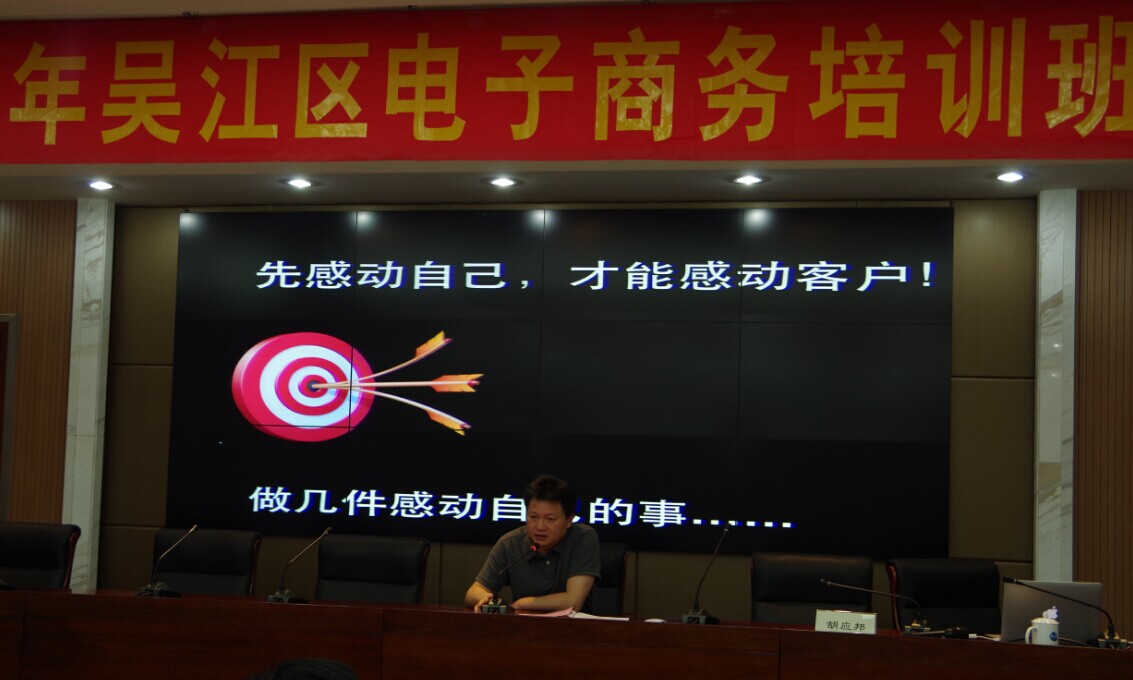 年吴江区电子商务培训班
先感动自己，才能感动客户！
做几件感动自己的事……
胡应邦